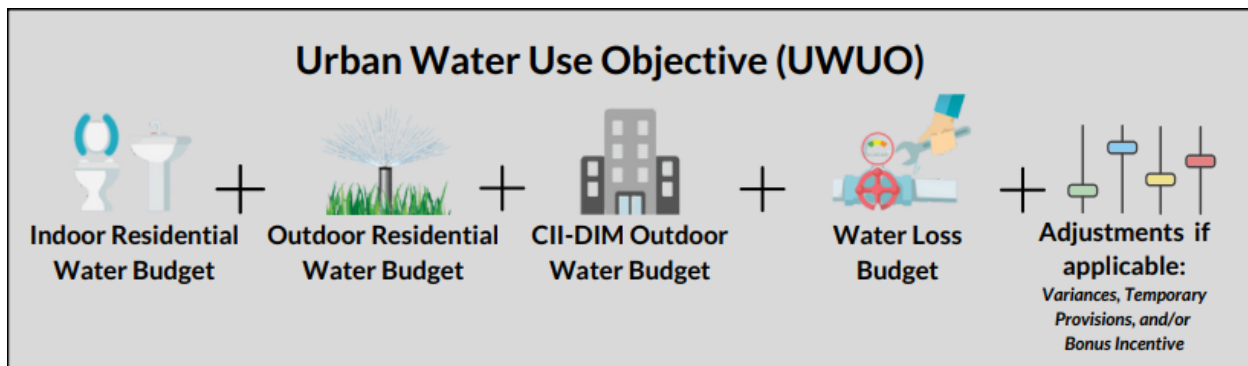 Urban Water Use Objective (UWUO)
Indoor Residential
Water Budget
Outdoor Residential
Water Budget
CII-DIM Outdoor
Water Budget
Water Loss
Budget
Adjustments if
applicable:
Variances, Temporary
Provisions, and/or
Bonus Incentive